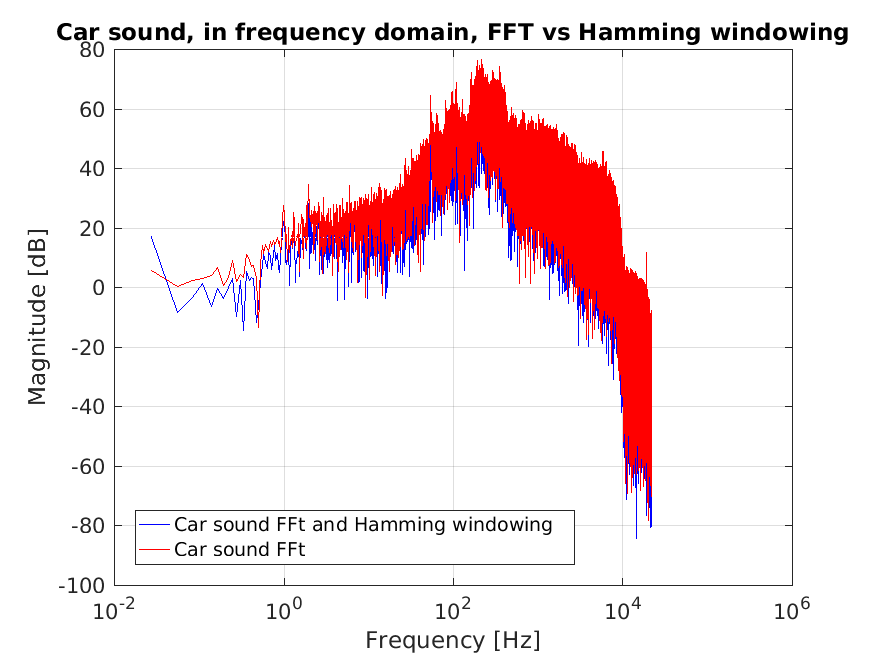 Car sound, in frequency domain, FFT vs Hamming windowing
80
60
40
20
0
-20
-40
-60
-80
-100
Magnitude [dB]
Car sound FFt and Hamming windowing
Car sound FFt
10^-2 10^0 10^2 10^4 10^6
Frequency [Hz]